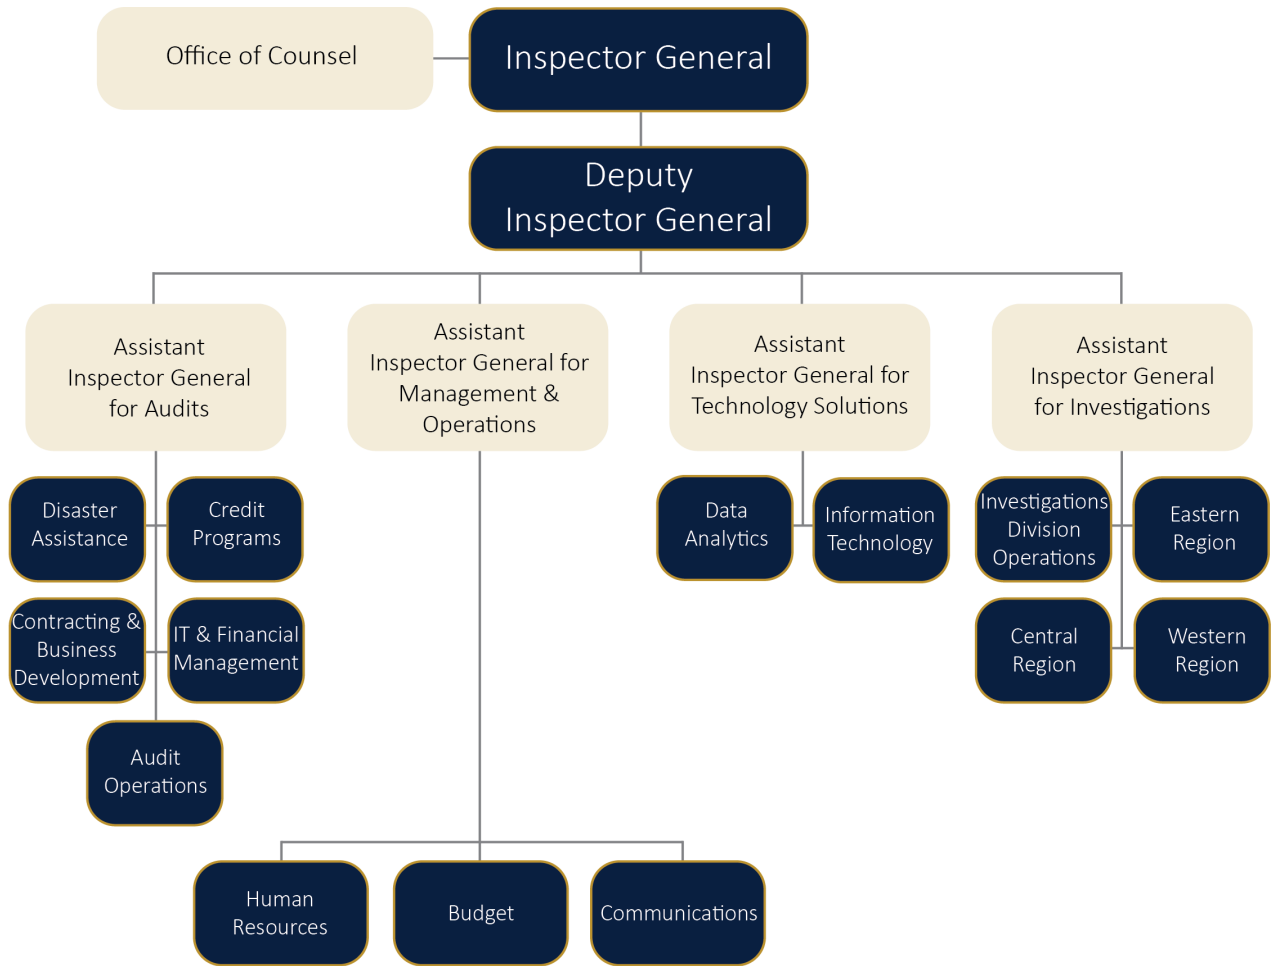 Office of Counsel
Inspector General
Deputy
Inspector General
Assistant
Inspector General
for Audits
Assistant
Inspector General for
Management &
Operations
Assistant
Inspector General for
Technology Solutions
Assistant
Inspector General
for Investigations
Disaster
Assistance
Credit
Programs
Contracting &
Business
Development
IT & Financial
Management
Audit
Operations
Human
Resources
Budget
Communications
Data
Analytics
Information
Technology
Investigations
Division
Operations
Eastern
Region
Central
Region
Western
Region